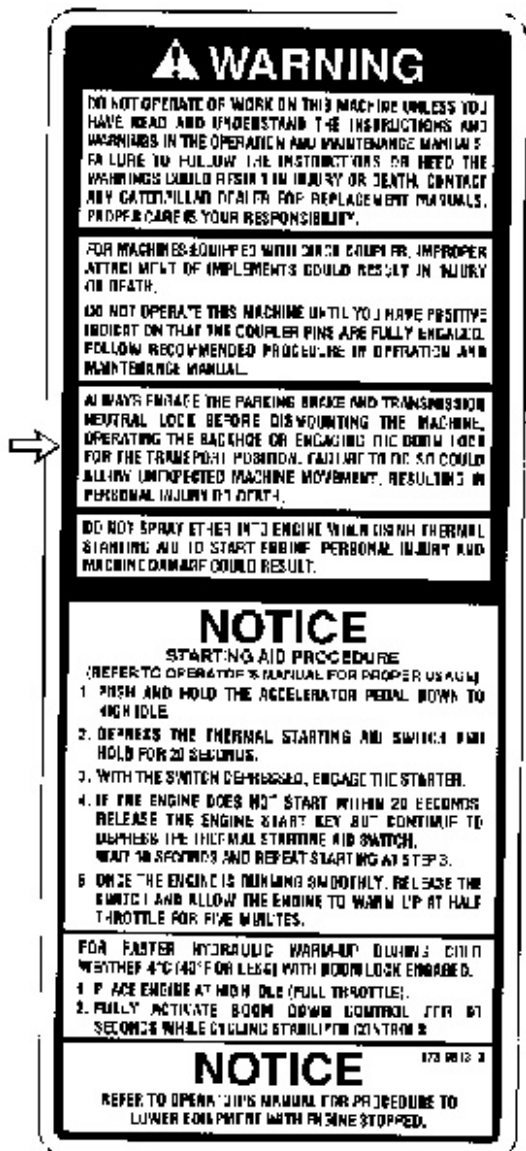 WARNING
DO NOT OPERATE OR WORK ON THIS MACHINE UNLESS YOU
HAVE READ AND UNDERSTAND THE INSTRUCTIONS AND
WARNINGS IN THE OPERATION AND MAINTENANCE MANUALS.
FAILURE TO FOLLOW THE INSTRUCTIONS OR HEED THE
WARNINGS COULD RESULT IN INJURY OR DEATH. CONTACT
ANY CATERPILLAR DEALER FOR REPLACEMENT MANUALS.
PROPER CARE IS YOUR RESPONSIBILITY.
FOR MACHINES EQUIPPED WITH QUICK COUPLER, IMPROPER
ATTACHMENT OF IMPLEMENTS COULD RESULT IN INJURY
OR DEATH.
DO NOT OPERATE THIS MACHINE UNTIL YOU HAVE POSITIVE
INDICATION THAT THE COUPLER PINS ARE FULLY ENGAGED.
FOLLOW RECOMMENDED PROCEDURE IN OPERATION AND
MAINTENANCE MANUAL.
ALWAYS ENGAGE THE PARKING BRAKE AND TRANSMISSION
NEUTRAL LOCK BEFORE DISMOUNTING THE MACHINE,
OPERATING THE BACKHOE OR ENGAGING THE BOOM LOCK
FOR THE TRANSPORT POSITION. FAILURE TO DO SO COULD
ALLOW UNEXPECTED MACHINE MOVEMENT, RESULTING IN
PERSONAL INJURY OR DEATH.
DO NOT SPRAY ETHER INTO ENGINE WHEN USING THERMAL
STARTING AID TO START ENGINE. PERSONAL INJURY AND
MACHINE DAMAGE COULD RESULT.
NOTICE
STARTING AID PROCEDURE
(REFER TO OPERATOR'S MANUAL FOR PROPER USAGE)
1. PUSH AND HOLD THE ACCELERATOR PEDAL DOWN TO
HIGH IDLE.
2. DEPRESS THE THERMAL STARTING AID SWITCH AND
HOLD FOR 20 SECONDS.
3. WITH THE SWITCH DEPRESSED, ENGAGE THE STARTER.
4. IF THE ENGINE DOES NOT START WITHIN 20 SECONDS
RELEASE THE ENGINE START KEY BUT CONTINUE TO
DEPRESS THE THERMAL STARTING AID SWITCH.
WAIT 10 SECONDS AND REPEAT STARTING AT STEP 3.
5. ONCE THE ENGINE IS RUNNING SMOOTHLY, RELEASE THE
SWITCH AND ALLOW THE ENGINE TO WARM UP AT HALF
THROTTLE FOR FIVE MINUTES.
FOR FASTER HYDRAULIC WARM-UP DURING COLD
WEATHER 4°C (40°F OR LESS) WITH BOOM LOCK ENGAGED.
1. PLACE ENGINE AT HIGH IDLE (FULL THROTTLE).
2. FULLY ACTIVATE BOOM DOWN CONTROL FOR
SECONDS WHILE CYCLING STABILIZER CONTROLS
NOTICE
REFER TO OPERATOR'S MANUAL FOR PROCEDURE TO
LOWER EQUIPMENT WITH ENGINE STOPPED.